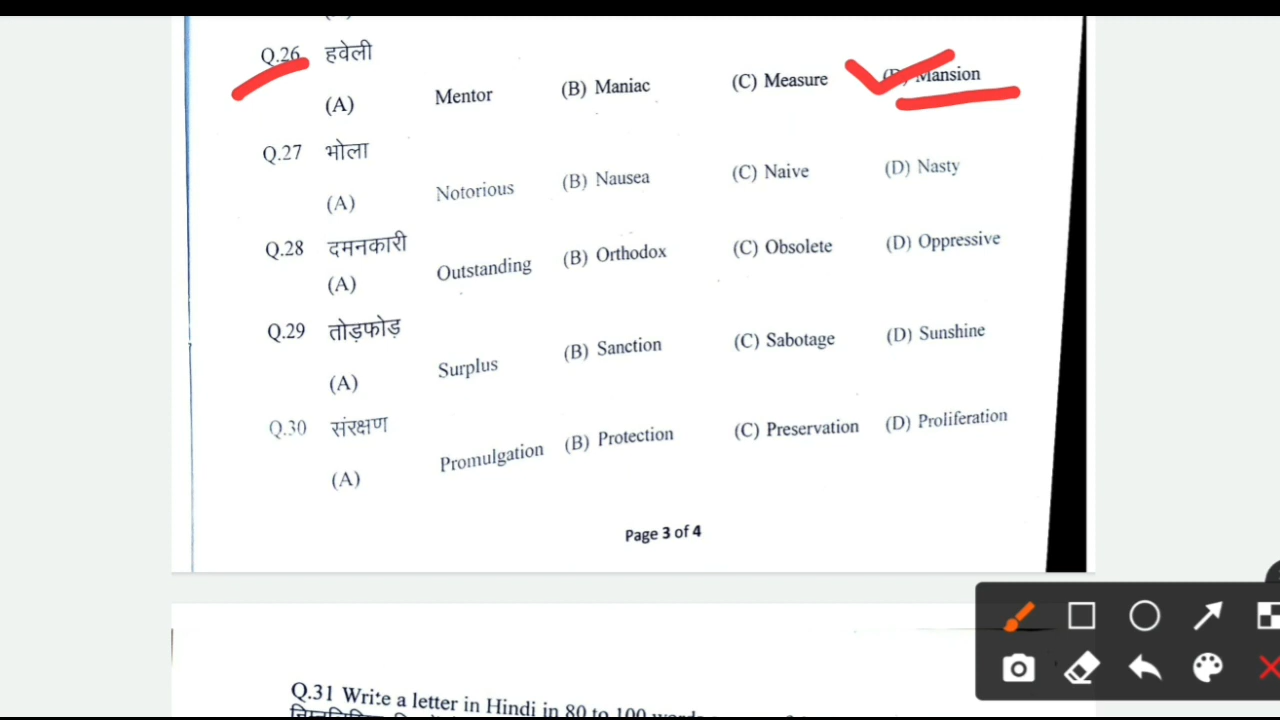 Q.26 हवेली
(A) Mentor (B) Maniac (C) Measure (D) Mansion
Q.27 भोला
(A) Notorious (B) Nausea (C) Naive (D) Nasty
Q.28 दमनकारी
(A) Outstanding (B) Orthodox (C) Obsolete (D) Oppressive
Q.29 तोड़फोड़
(A) Surplus (B) Sanction (C) Sabotage (D) Sunshine
Q.30 संरक्षण
(A) Promulgation (B) Protection (C) Preservation (D) Proliferation
Page 3 of 4
Q.31 Write a letter in Hindi in 80 to 100